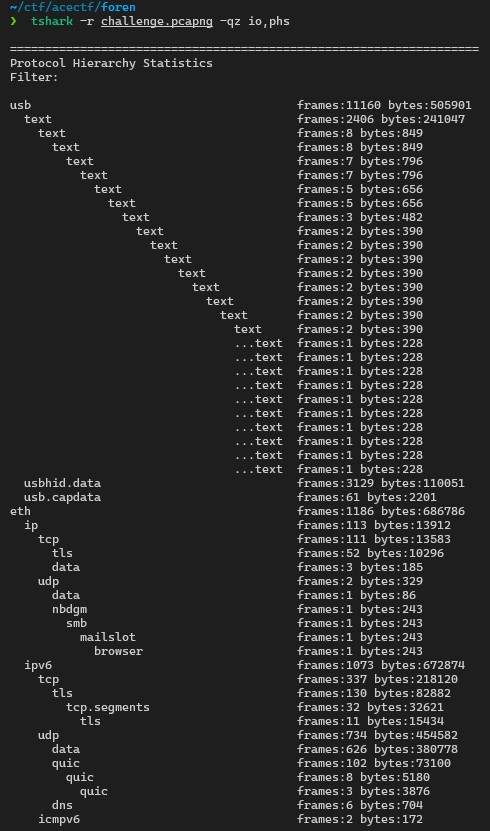 ~/ctf/acectf/foren
❯ tshark -r challenge.pcapng -qz io,phs
===================================================================
Protocol Hierarchy Statistics
Filter:
usb frames:11160 bytes:505901
text frames:2406 bytes:241047
text frames:8 bytes:849
text frames:8 bytes:849
text frames:7 bytes:796
text frames:7 bytes:796
text frames:5 bytes:656
text frames:5 bytes:656
text frames:3 bytes:482
text frames:2 bytes:390
text frames:2 bytes:390
text frames:2 bytes:390
text frames:2 bytes:390
text frames:2 bytes:390
text frames:2 bytes:390
text frames:2 bytes:390
text frames:2 bytes:390
...text frames:1 bytes:228
...text frames:1 bytes:228
...text frames:1 bytes:228
...text frames:1 bytes:228
...text frames:1 bytes:228
...text frames:1 bytes:228
...text frames:1 bytes:228
...text frames:1 bytes:228
...text frames:1 bytes:228
...text frames:1 bytes:228
usbhid.data frames:3129 bytes:110051
usb.capdata frames:61 bytes:2201
eth frames:1186 bytes:686786
ip frames:113 bytes:13912
tcp frames:111 bytes:13583
tls frames:52 bytes:10296
data frames:3 bytes:185
udp frames:2 bytes:329
data frames:1 bytes:86
nbdgm frames:1 bytes:243
smb frames:1 bytes:243
mailslot frames:1 bytes:243
browser frames:1 bytes:243
ipv6 frames:1073 bytes:672874
tcp frames:337 bytes:218120
tls frames:130 bytes:82882
tcp.segments frames:32 bytes:32621
tls frames:11 bytes:15434
udp frames:734 bytes:454582
data frames:626 bytes:380778
quic frames:102 bytes:73100
quic frames:8 bytes:5180
quic frames:3 bytes:3876
dns frames:6 bytes:704
icmpv6 frames:2 bytes:172